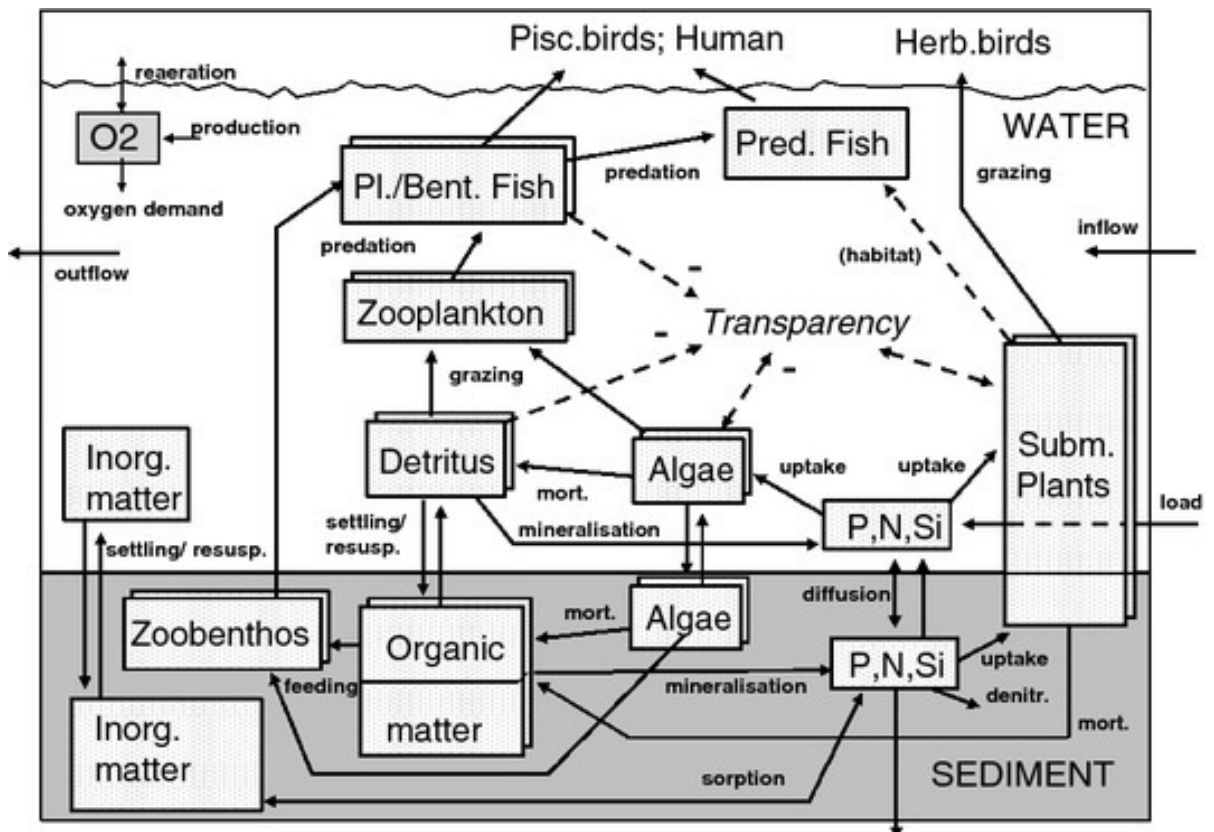 Pisc.birds; Human
Herb.birds
reaeration
O2
production
WATER
Pred. Fish
Pl./Bent. Fish
predation
grazing
oxygen demand
predation
inflow
outflow
(habitat)
-
Zooplankton
Transparency
-
grazing
-
Inorg.
matter
Detritus
Algae
uptake
uptake
Subm.
Plants
mort.
settling/
resusp.
mineralisation
P,N,Si
load
settling/ resusp.
diffusion
Zoobenthos
Organic
matter
mort.
Algae
P,N,Si
uptake
feeding
mineralisation
denitr.
Inorg.
matter
mort.
sorption
SEDIMENT